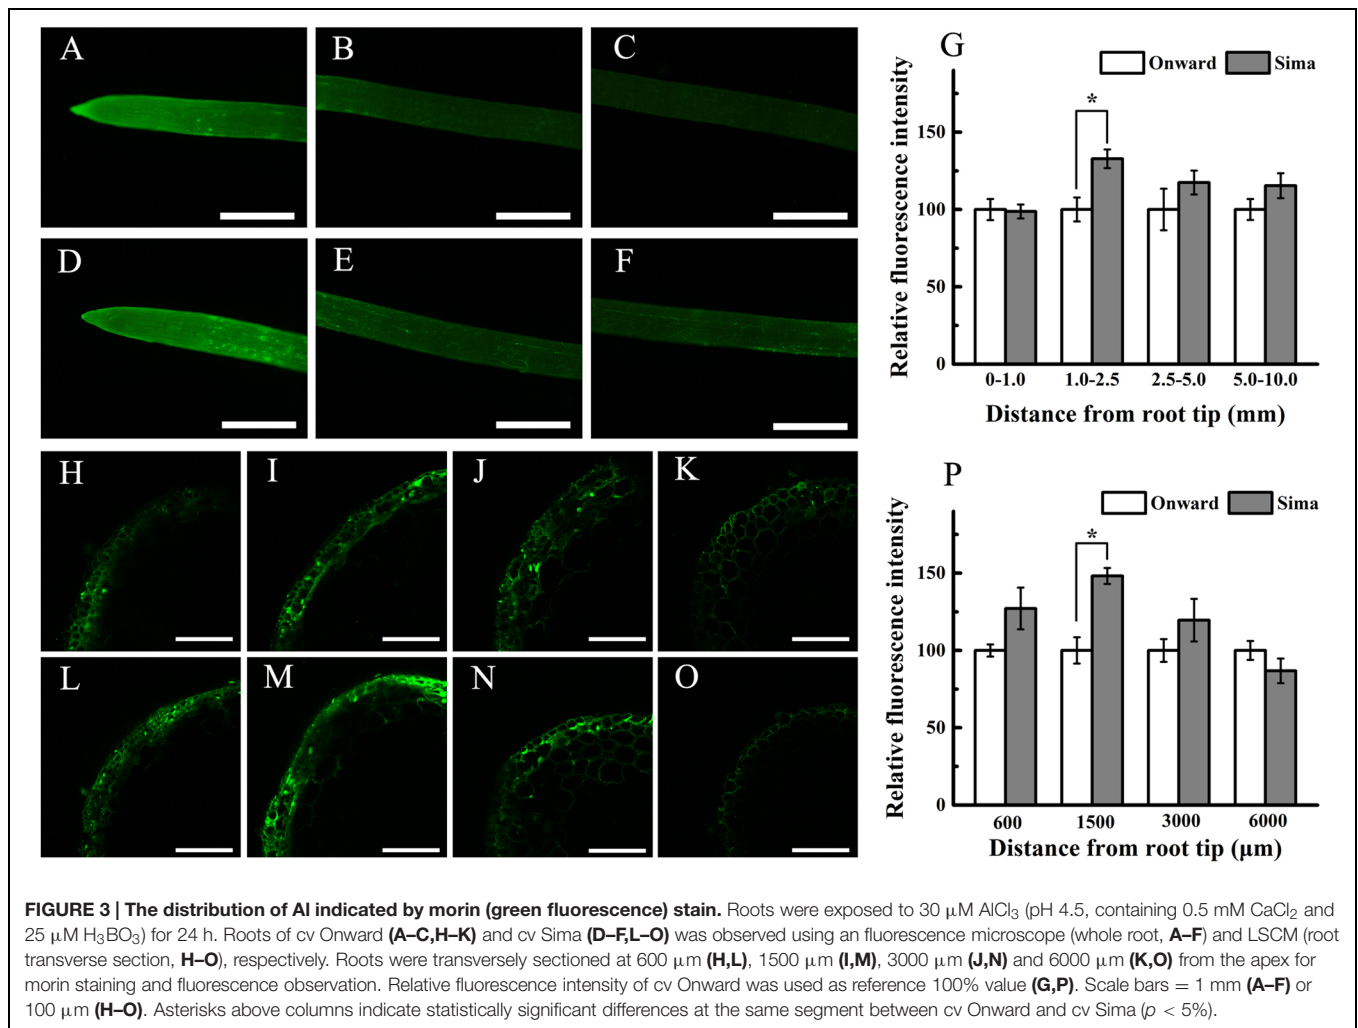 A
B
C
D
E
F
G
Onward
Sima
Relative fluorescence intensity
150
100
50
0
*
0-1.0
1.0-2.5
2.5-5.0
5.0-10.0
Distance from root tip (mm)
H
I
J
K
L
M
N
O
P
Onward
Sima
Relative fluorescence intensity
150
100
50
0
*
600
1500
3000
6000
Distance from root tip (μm)
FIGURE 3 | The distribution of Al indicated by morin (green fluorescence) stain. Roots were exposed to 30 μM AlCl₃ (pH 4.5, containing 0.5 mM CaCl₂ and
25 μM H₃BO₃) for 24 h. Roots of cv Onward (A–C,H–K) and cv Sima (D–F,L–O) was observed using an fluorescence microscope (whole root, A–F) and LSCM (root
transverse section, H–O), respectively. Roots were transversely sectioned at 600 μm (H,L), 1500 μm (I,M), 3000 μm (J,N) and 6000 μm (K,O) from the apex for
morin staining and fluorescence observation. Relative fluorescence intensity of cv Onward was used as reference 100% value (G,P). Scale bars = 1 mm (A–F) or
100 μm (H–O). Asterisks above columns indicate statistically significant differences at the same segment between cv Onward and cv Sima (p < 5%).